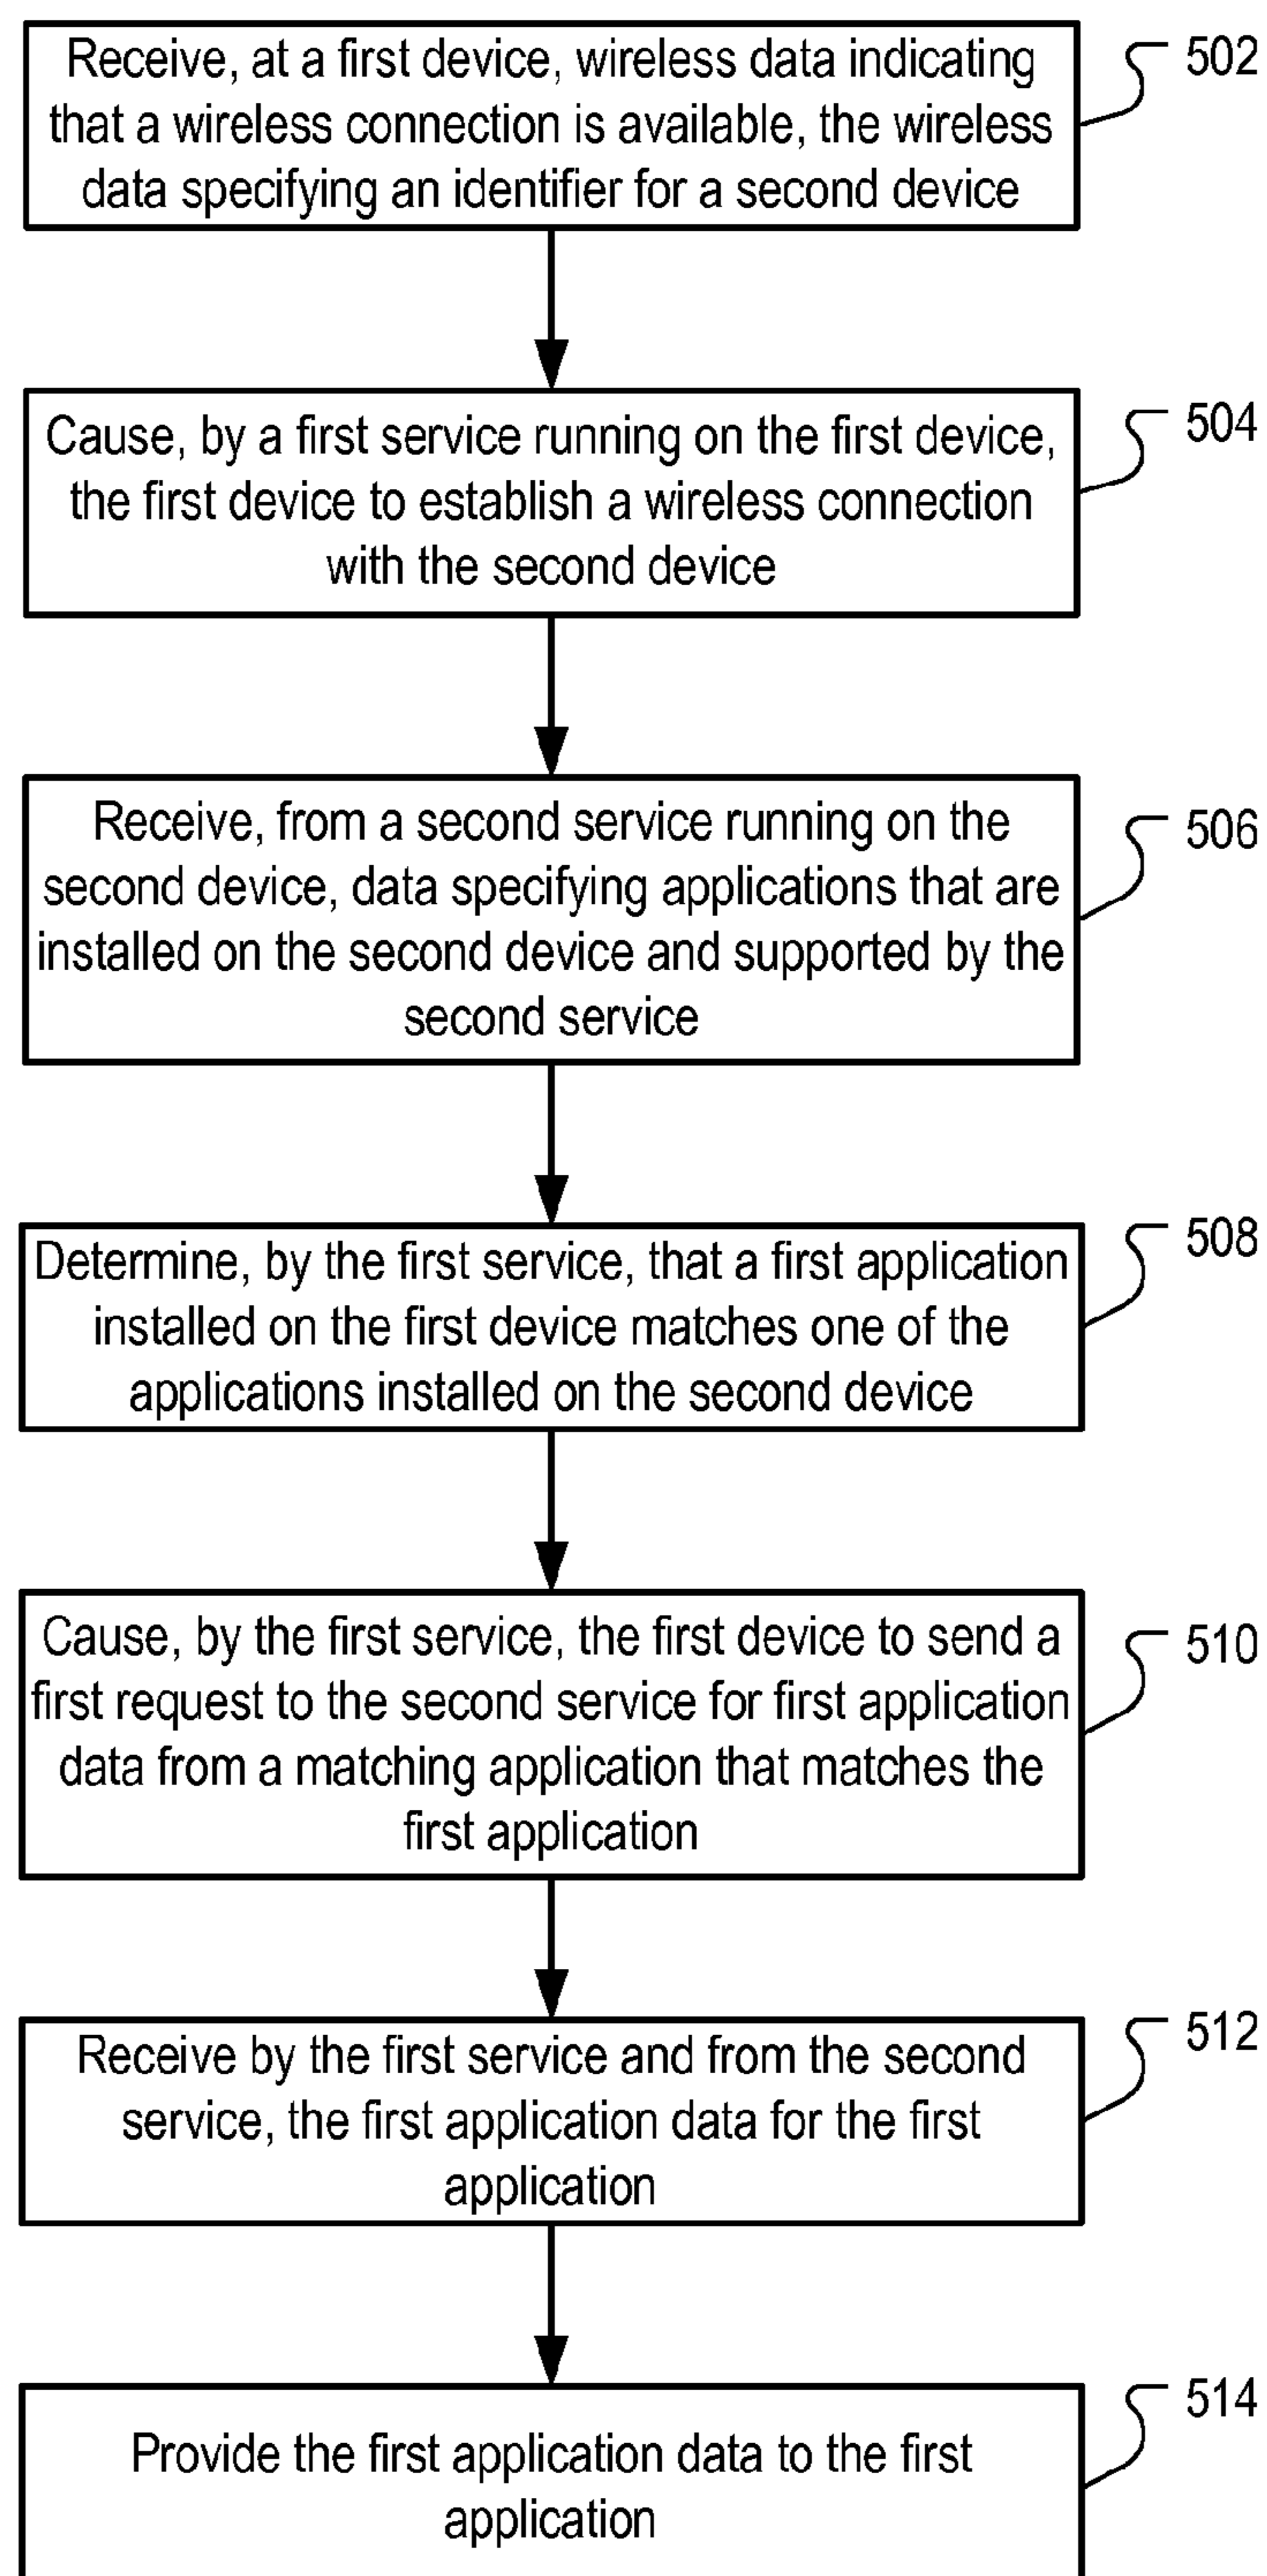 Receive, at a first device, wireless data indicating
that a wireless connection is available, the wireless
data specifying an identifier for a second device
502
Cause, by a first service running on the first device,
the first device to establish a wireless connection
with the second device
504
Receive, from a second service running on the
second device, data specifying applications that are
installed on the second device and supported by the
second service
506
Determine, by the first service, that a first application
installed on the first device matches one of the
applications installed on the second device
508
Cause, by the first service, the first device to send a
first request to the second service for first application
data from a matching application that matches the
first application
510
Receive by the first service and from the second
service, the first application data for the first
application
512
Provide the first application data to the first
application
514